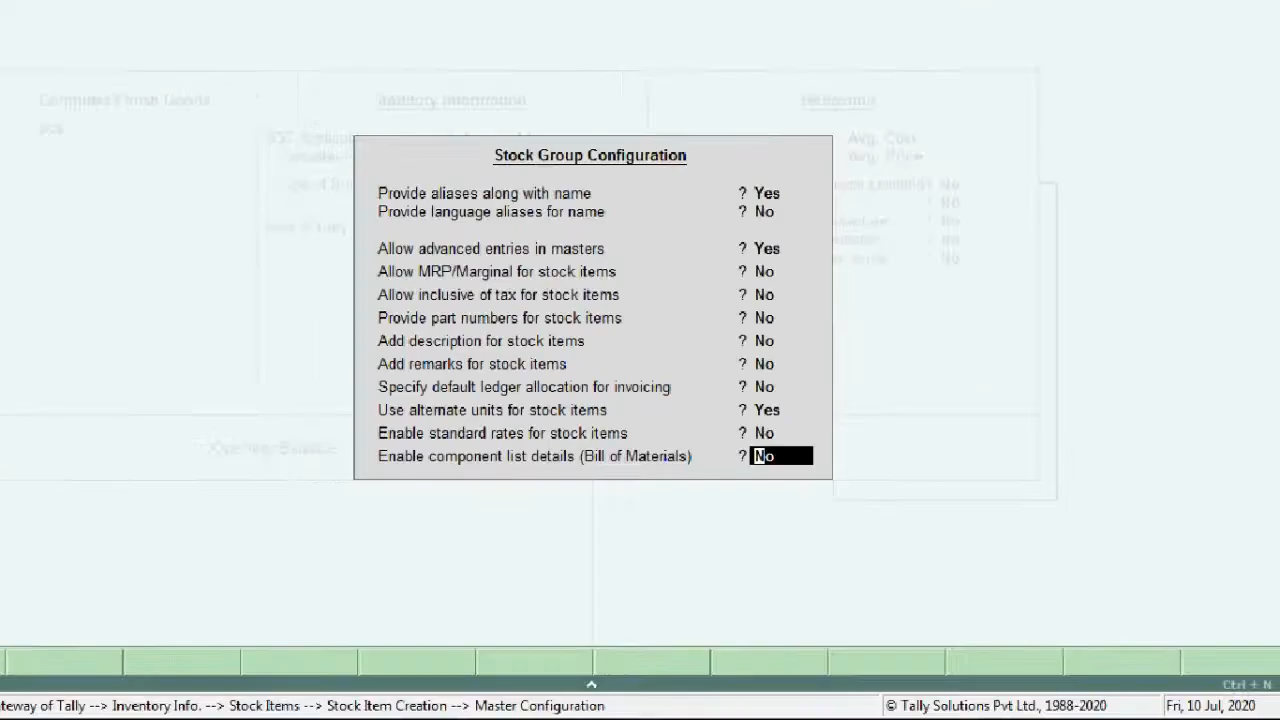 Stock Group Configuration
Provide aliases along with name ? Yes
Provide language aliases for name ? No
Allow advanced entries in masters ? Yes
Allow MRP/Marginal for stock items ? No
Allow inclusive of tax for stock items ? No
Provide part numbers for stock items ? No
Add description for stock items ? No
Add remarks for stock items ? No
Specify default ledger allocation for invoicing ? No
Use alternate units for stock items ? Yes
Enable standard rates for stock items ? No
Enable component list details (Bill of Materials) ? No
Ctrl + N
teway of Tally --> Inventory Info. --> Stock Items --> Stock Item Creation --> Master Configuration
© Tally Solutions Pvt Ltd., 1988-2020
Fri, 10 Jul, 2020